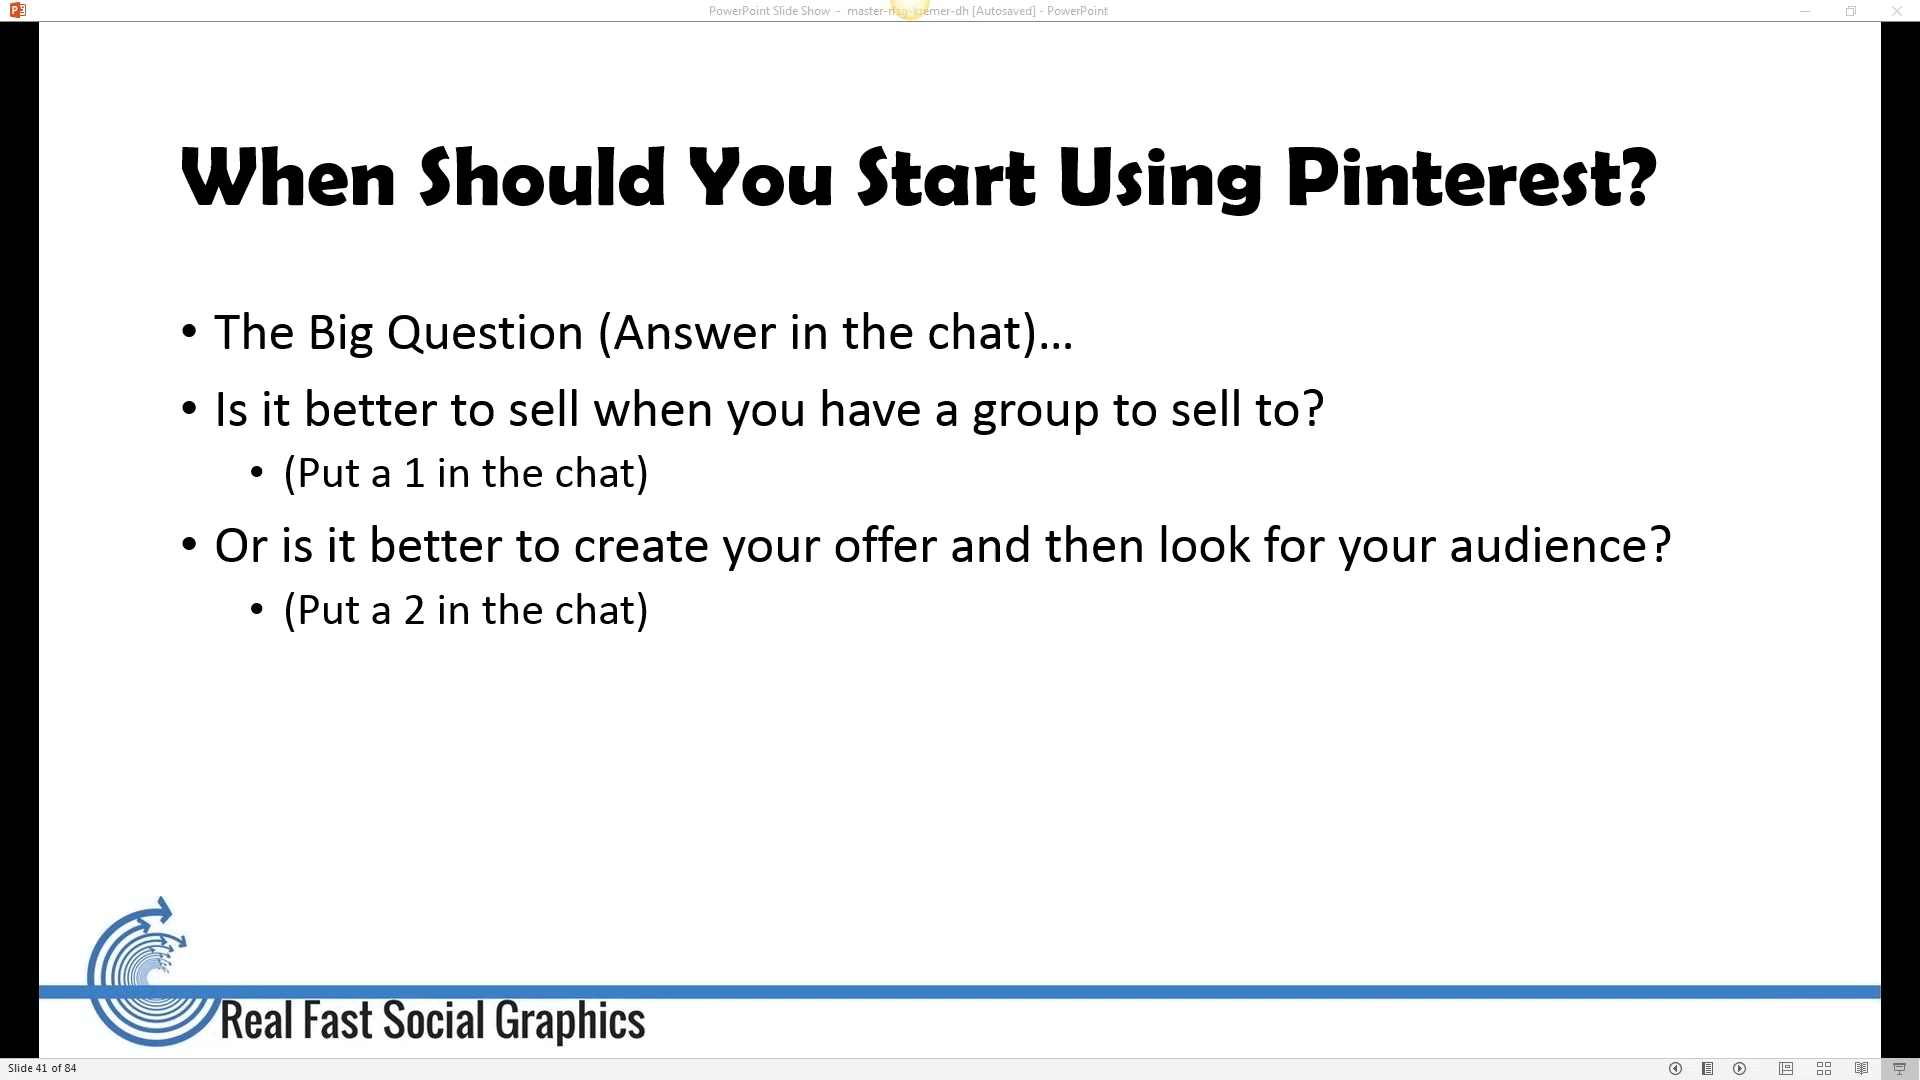 PowerPoint Slide Show - master-rfsg-kremer-dh [Autosaved] - PowerPoint
When Should You Start Using Pinterest?
• The Big Question (Answer in the chat)...
• Is it better to sell when you have a group to sell to?
• (Put a 1 in the chat)
• Or is it better to create your offer and then look for your audience?
• (Put a 2 in the chat)
Real Fast Social Graphics
Slide 41 of 84